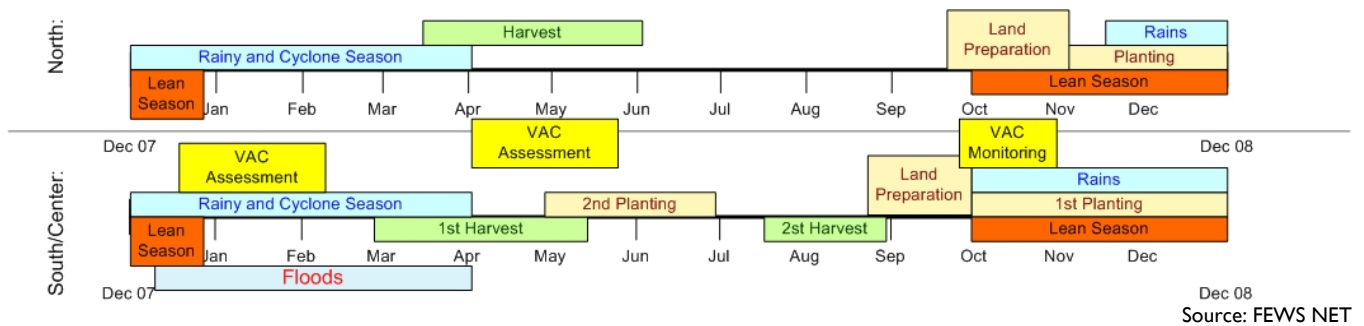 North:
Harvest
Land
Preparation
Rains
Rainy and Cyclone Season
Planting
Lean
Season
Lean Season
Jan Feb Mar Apr May Jun Jul Aug Sep Oct Nov Dec
Dec 07
VAC
Assessment
VAC
Monitoring
Dec 08
South/Center:
VAC
Assessment
Land
Preparation
Rains
Rainy and Cyclone Season
2nd Planting
1st Planting
Lean
Season
1st Harvest
2st Harvest
Lean Season
Jan Feb Mar Apr May Jun Jul Aug Sep Oct Nov Dec
Floods
Dec 07
Dec 08
Source: FEWS NET